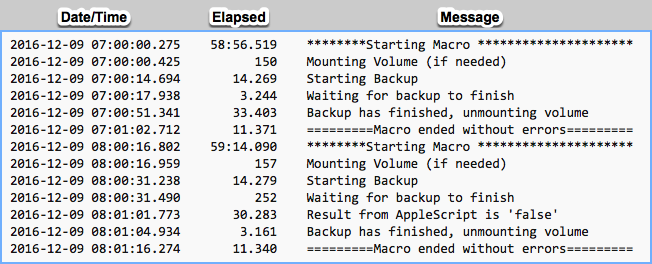 Date/Time Elapsed Message
2016-12-09 07:00:00.275 58:56.519 ********Starting Macro *********************
2016-12-09 07:00:00.425 150 Mounting Volume (if needed)
2016-12-09 07:00:14.694 14.269 Starting Backup
2016-12-09 07:00:17.938 3.244 Waiting for backup to finish
2016-12-09 07:00:51.341 33.403 Backup has finished, unmounting volume
2016-12-09 07:01:02.712 11.371 =========Macro ended without errors=========
2016-12-09 08:00:16.802 59:14.090 ********Starting Macro *********************
2016-12-09 08:00:16.959 157 Mounting Volume (if needed)
2016-12-09 08:00:31.238 14.279 Starting Backup
2016-12-09 08:00:31.490 252 Waiting for backup to finish
2016-12-09 08:01:01.773 30.283 Result from AppleScript is 'false'
2016-12-09 08:01:04.934 3.161 Backup has finished, unmounting volume
2016-12-09 08:01:16.274 11.340 =========Macro ended without errors=========